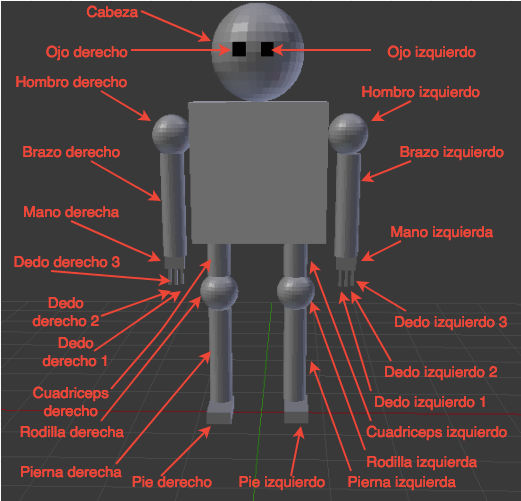 Cabeza
Ojo derecho
Ojo izquierdo
Hombro derecho
Hombro izquierdo
Brazo derecho
Brazo izquierdo
Mano derecha
Mano izquierda
Dedo derecho 3
Dedo
derecho 2
Dedo izquierdo 3
Dedo
derecho 1
Dedo izquierdo 2
Cuadriceps
derecho
Dedo izquierdo 1
Rodilla derecha
Cuadriceps izquierdo
Rodilla izquierda
Pierna derecha
Pie derecho
Pie izquierdo
Pierna izquierda